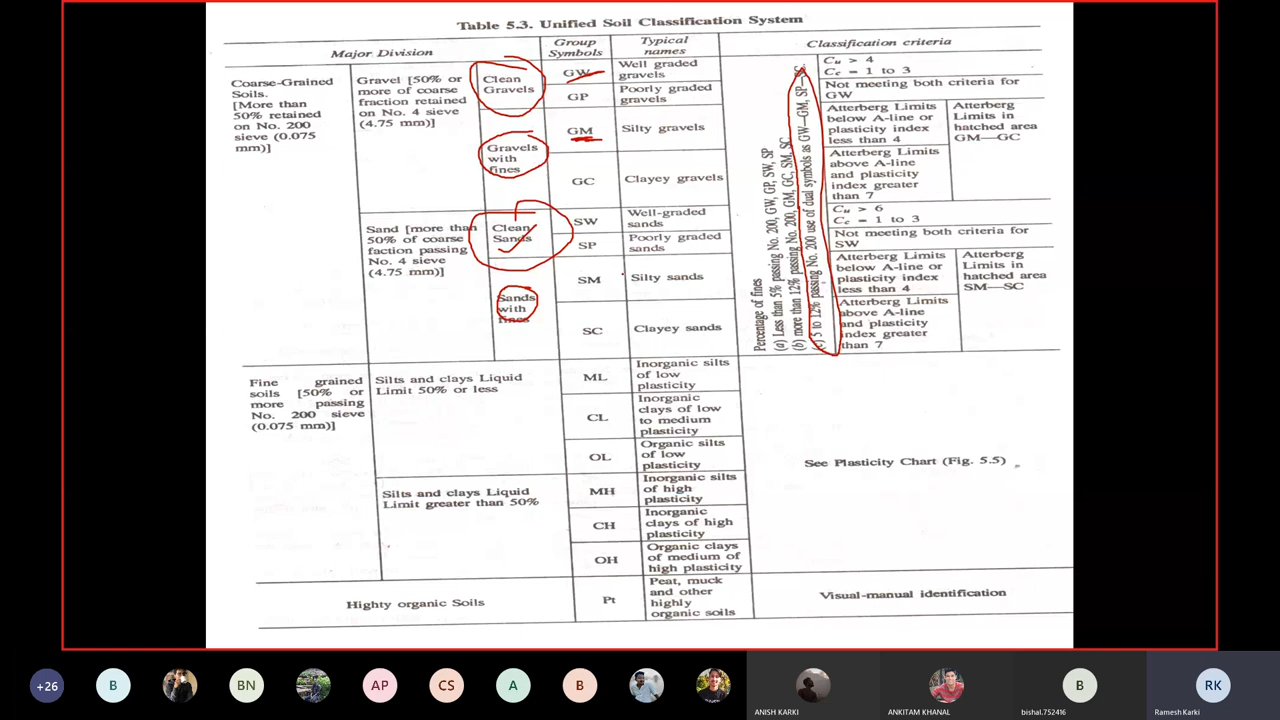 Table 5.3. Unified Soil Classification System
Major Division
Group
Symbols
Typical
names
Classification criteria
Coarse-Grained
Soils.
[More than
50% retained
on No. 200
sieve (0.075
mm)]
Gravel [50% or
more of coarse
fraction retained
on No. 4 sieve
(4.75 mm)]
Clean
Gravels
GW
Well graded
gravels
GP
Poorly graded
gravels
Gravels
with
fines
GM
Silty gravels
GC
Clayey gravels
Sand [more than
50% of coarse
faction passing
No. 4 sieve
(4.75 mm)]
Clean
Sands
SW
Well-graded
sands
SP
Poorly graded
sands
Sands
with
fines
SM
Silty sands
SC
Clayey sands
Percentage of fines
(a) Less than 5% passing No. 200, GW, GP, SW, SP
(b) more than 12% passing No. 200, GM, GC, SM, SC
(c) 5 to 12% passing No. 200 use of dual symbols as GW—GM, SP—SC.
Cu > 4
Cc = 1 to 3
Not meeting both criteria for
GW
Atterberg Limits
below A-line or
plasticity index
less than 4
Atterberg
Limits in
hatched area
GM—GC
Atterberg Limits
above A-line
and plasticity
index greater
than 7
Cu > 6
Cc = 1 to 3
Not meeting both criteria for
SW
Atterberg Limits
below A-line or
plasticity index
less than 4
Atterberg
Limits in
hatched area
SM—SC
Atterberg Limits
above A-line
and plasticity
index greater
than 7
Fine grained
soils [50% or
more passing
No. 200 sieve
(0.075 mm)]
Silts and clays Liquid
Limit 50% or less
ML
Inorganic silts
of low
plasticity
CL
Inorganic
clays of low
to medium
plasticity
OL
Organic silts
of low
plasticity
See Plasticity Chart (Fig. 5.5)
Silts and clays Liquid
Limit greater than 50%
MH
Inorganic silts
of high
plasticity
CH
Inorganic
clays of high
plasticity
OH
Organic clays
of medium of
high plasticity
Highty organic Soils
Pt
Peat, muck
and other
highly
organic soils
Visual-manual identification
+26
B
BN
AP
CS
A
B
B
RK
ANISH KARKI
ANKITAM KHANAL
bishal.752416
Ramesh Karki